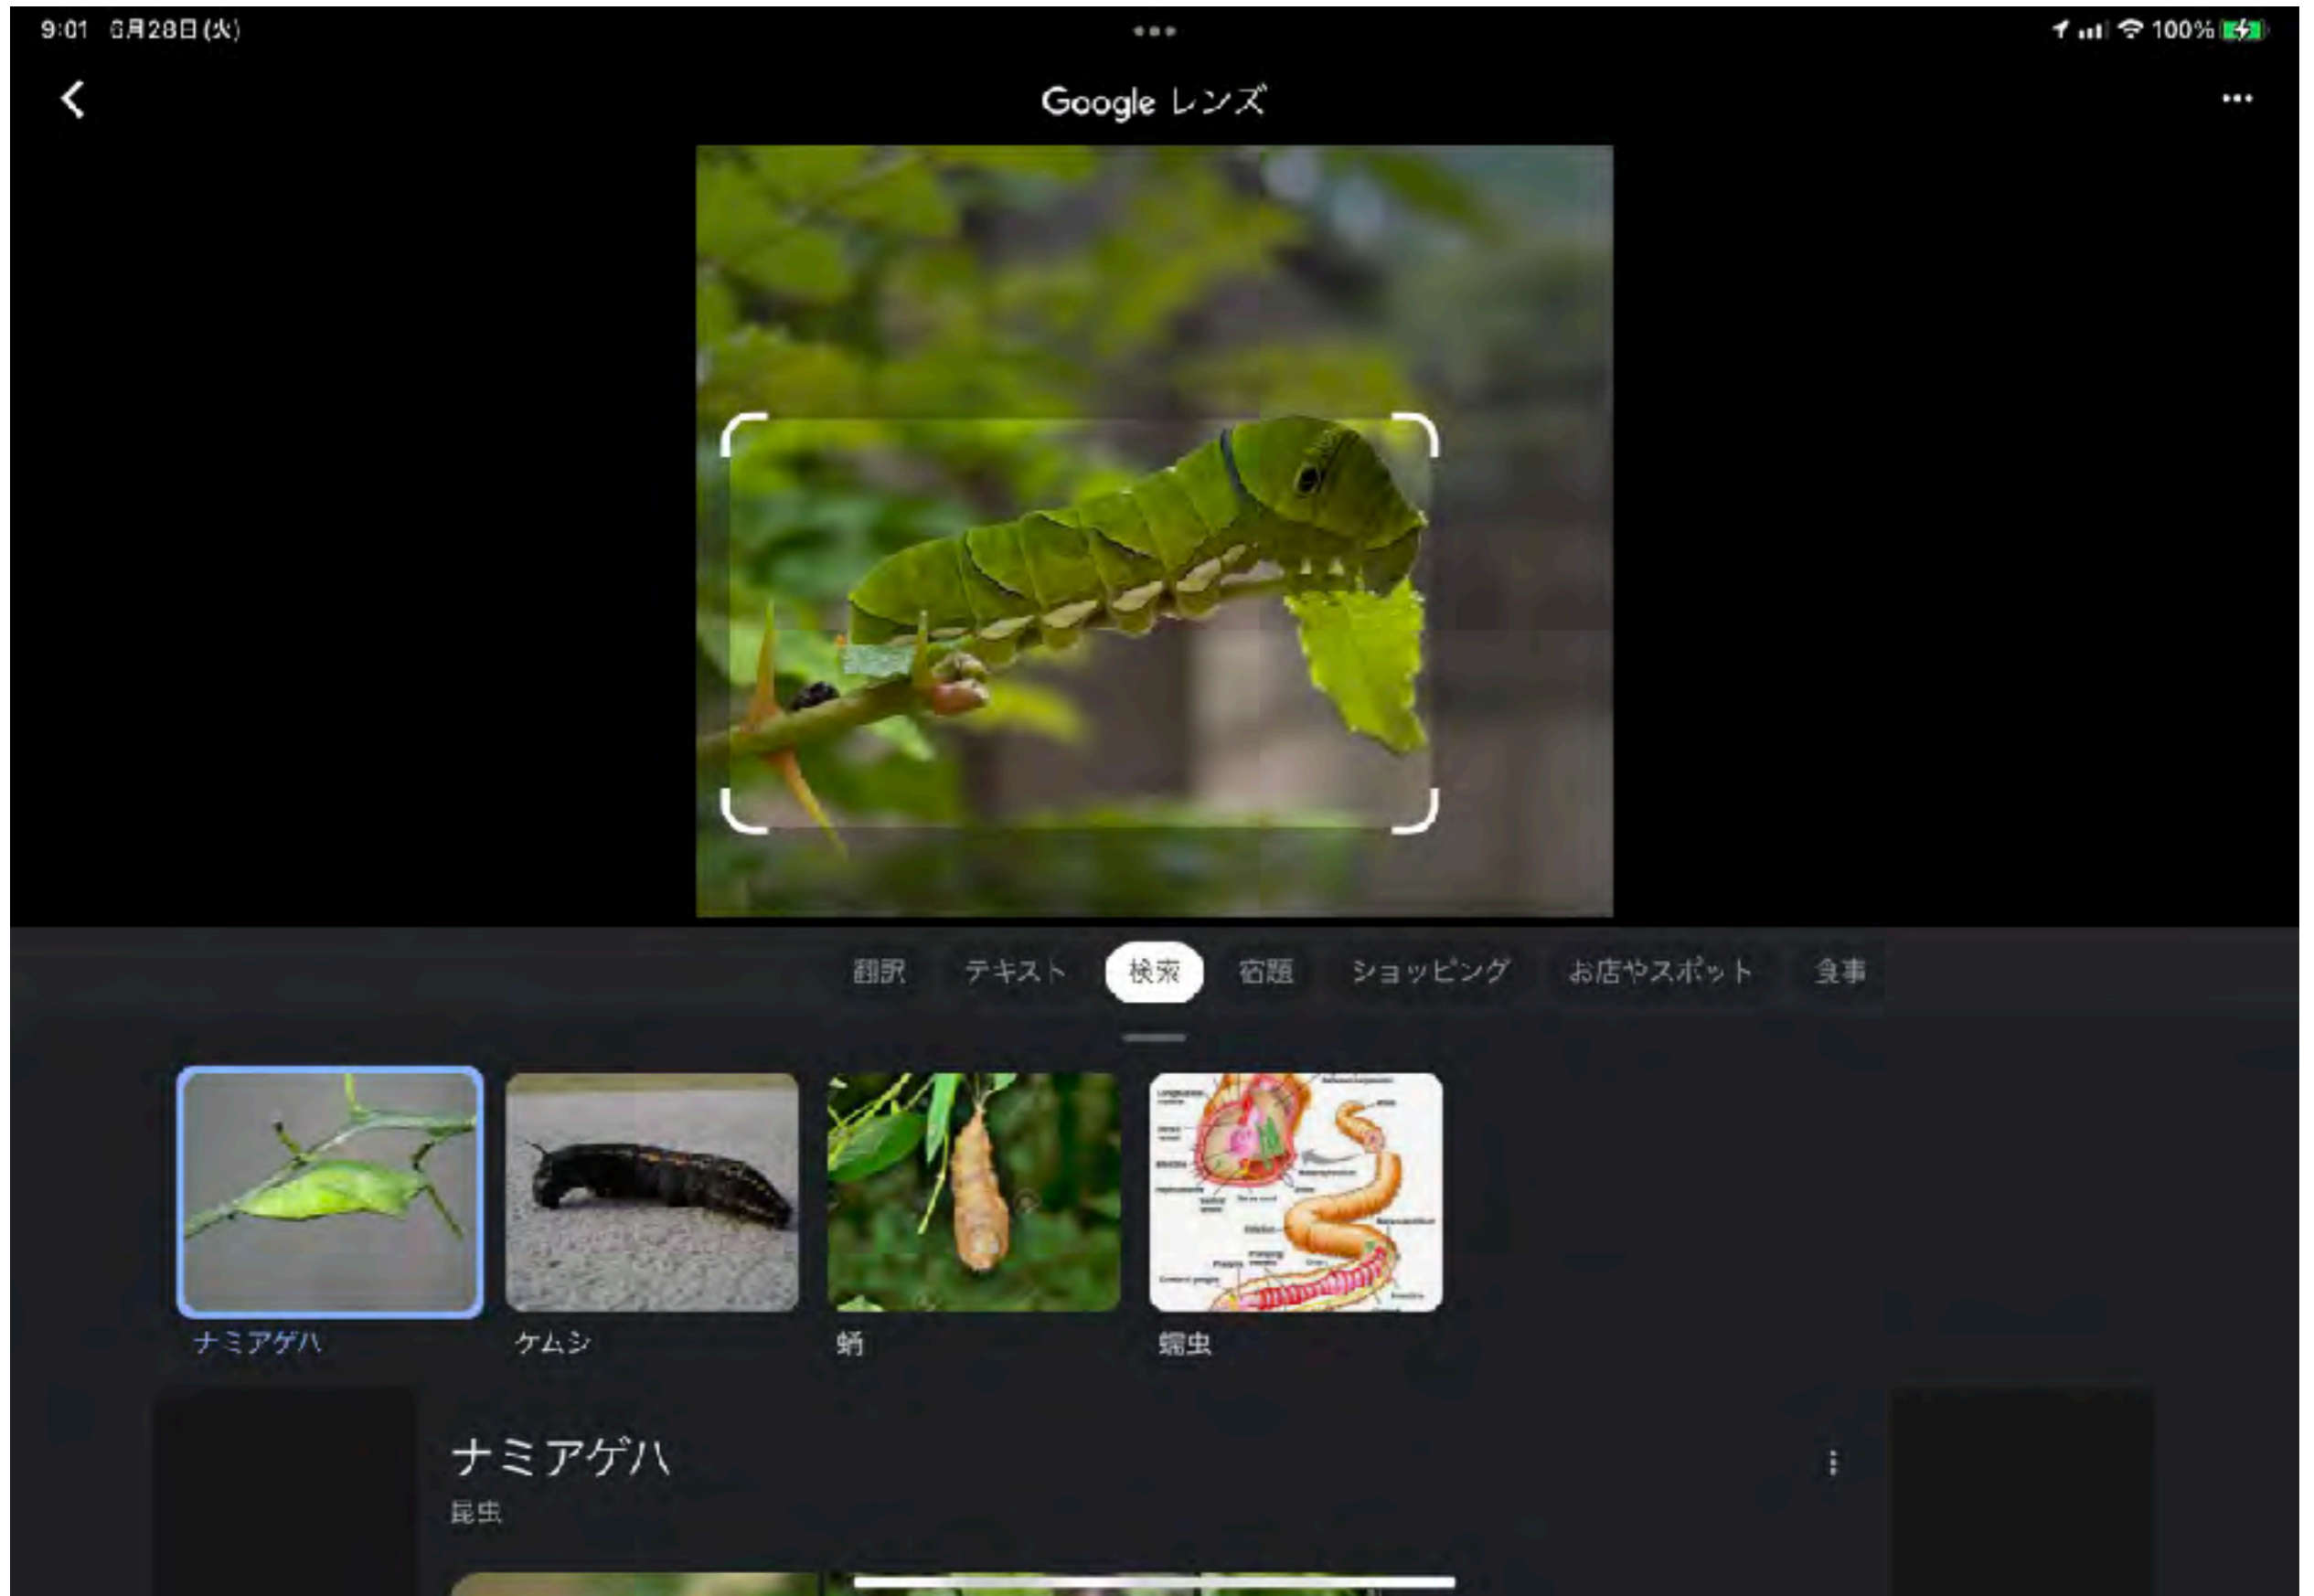 9:01 6月28日(火)
100%
Google レンズ
翻訳 テキスト 検索 宿題 ショッピング お店やスポット 食事
ナミアゲハ ケムシ 蛹 蠕虫
ナミアゲハ
昆虫